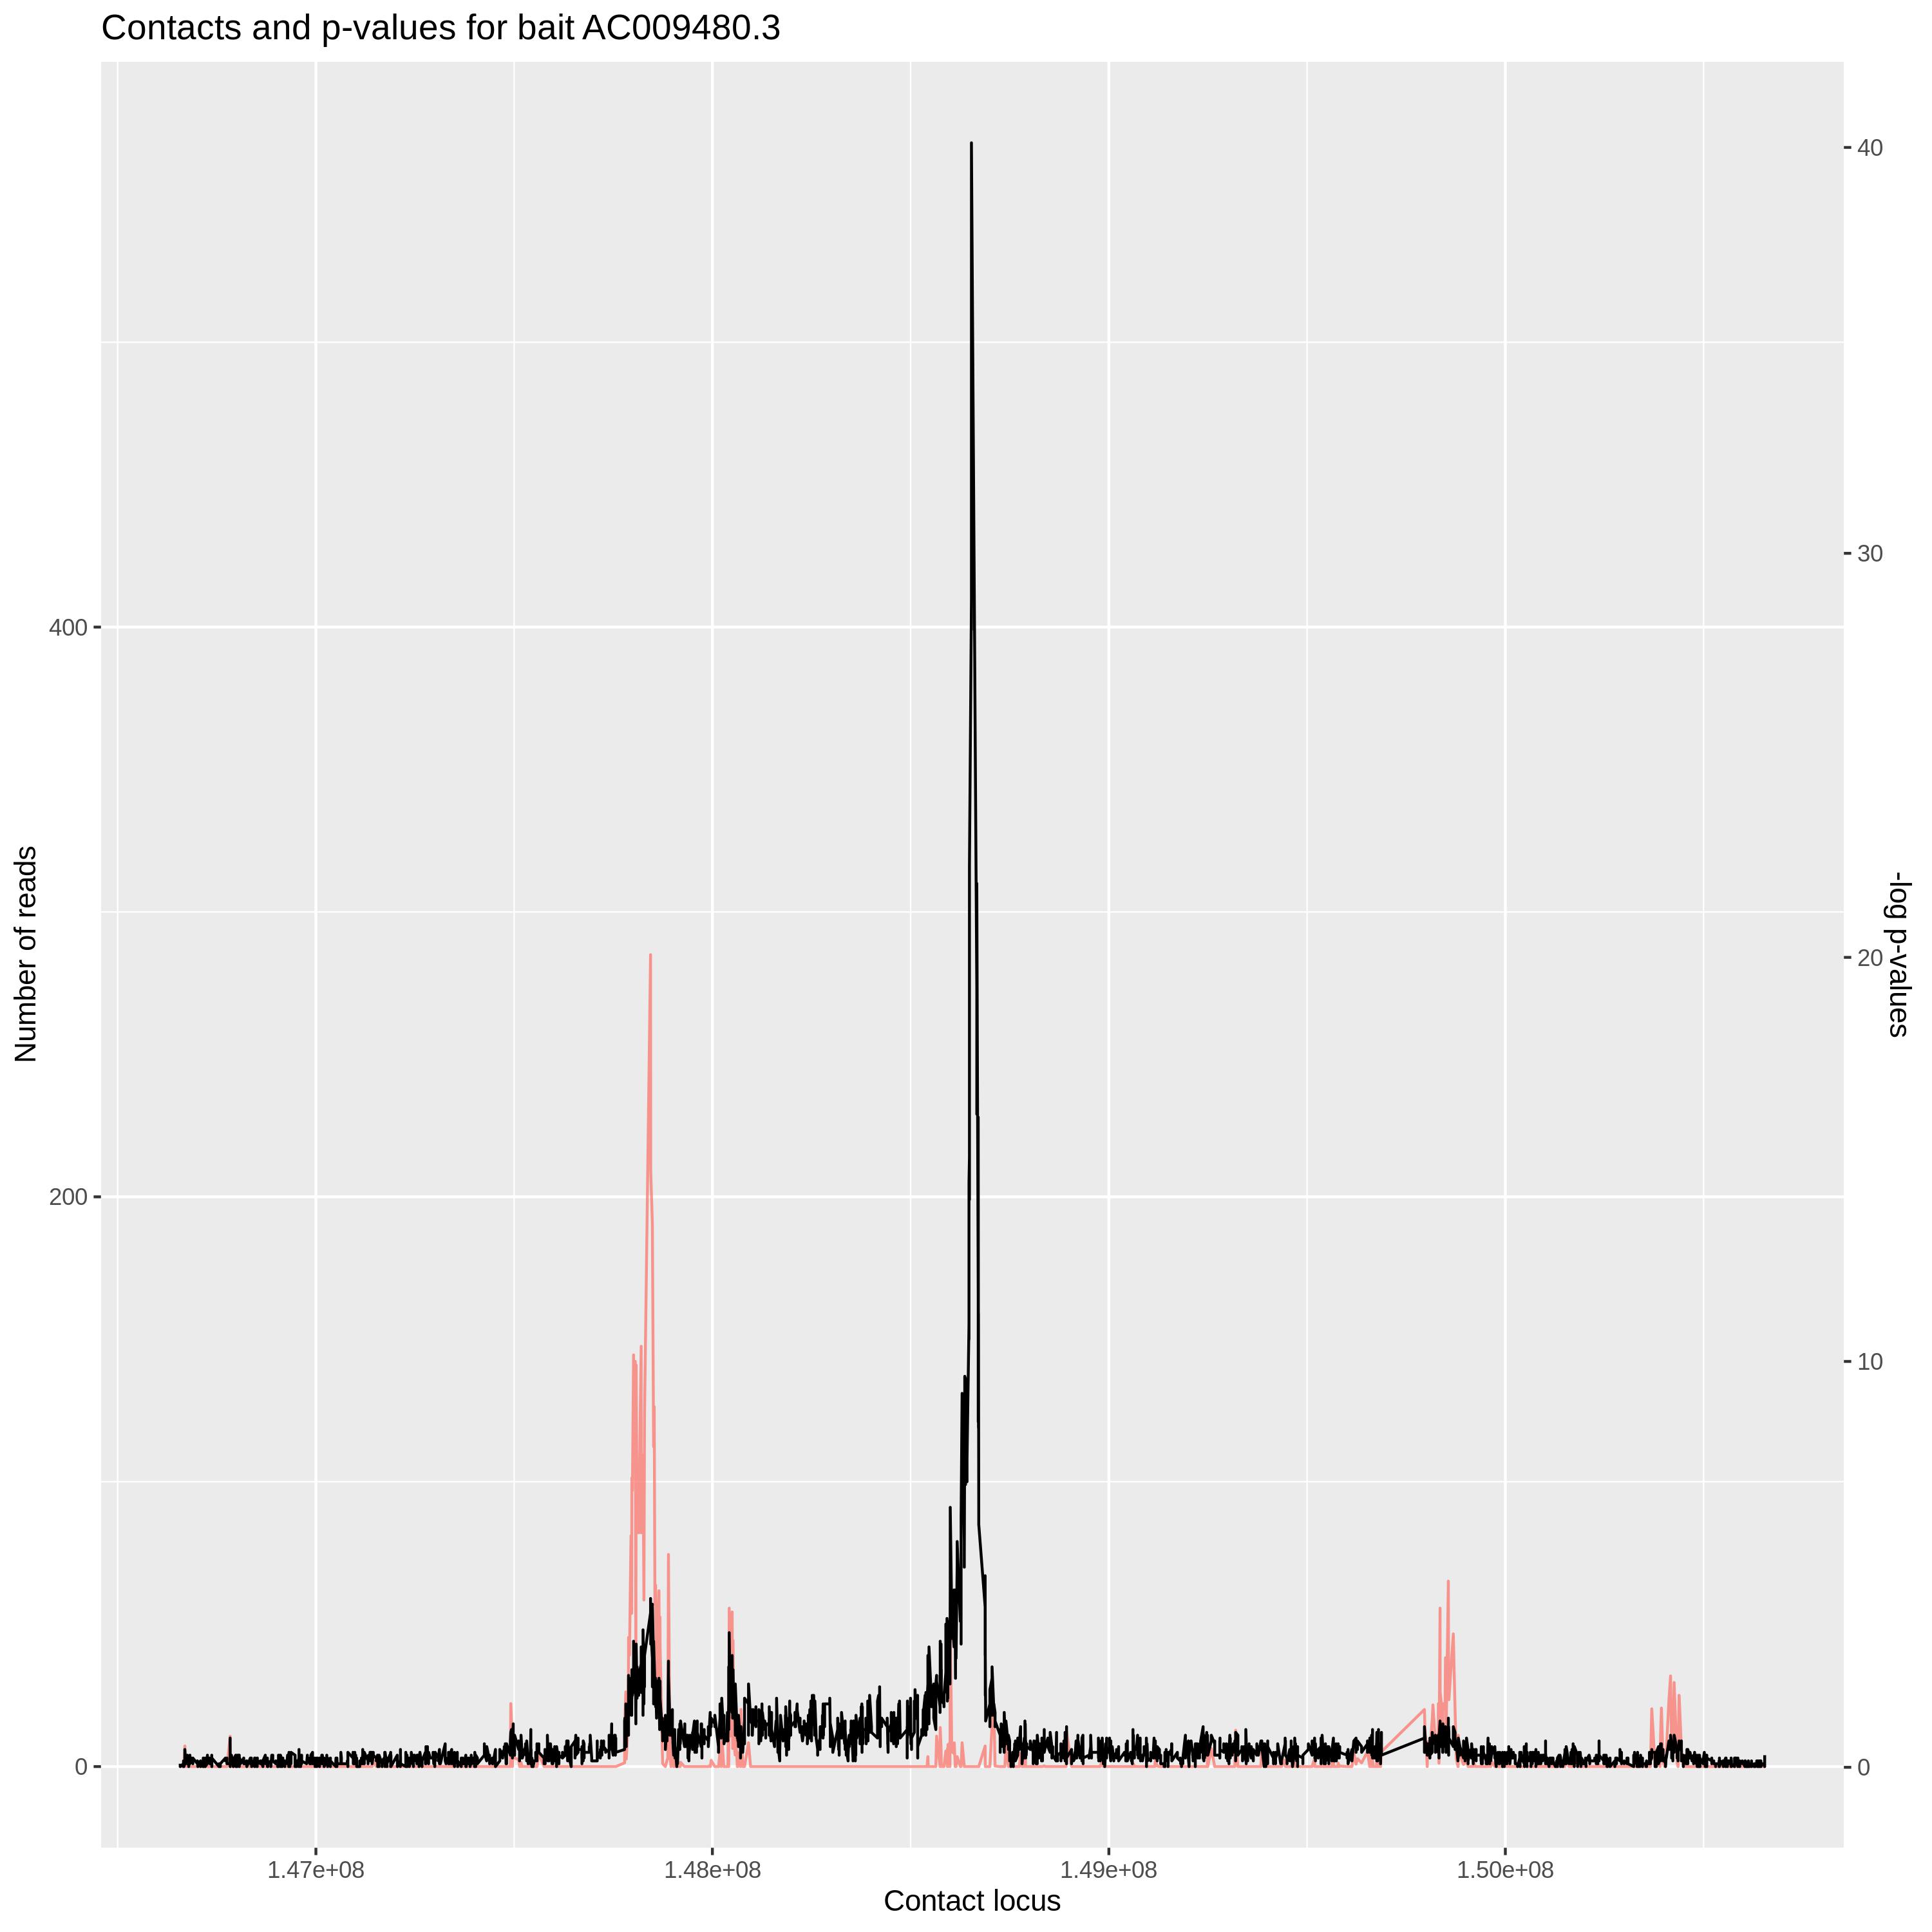 Contacts and p-values for bait AC009480.3
Number of reads
400
200
0
40
30
20
10
0
-log p-values
1.47e+08
1.48e+08
1.49e+08
1.50e+08
Contact locus